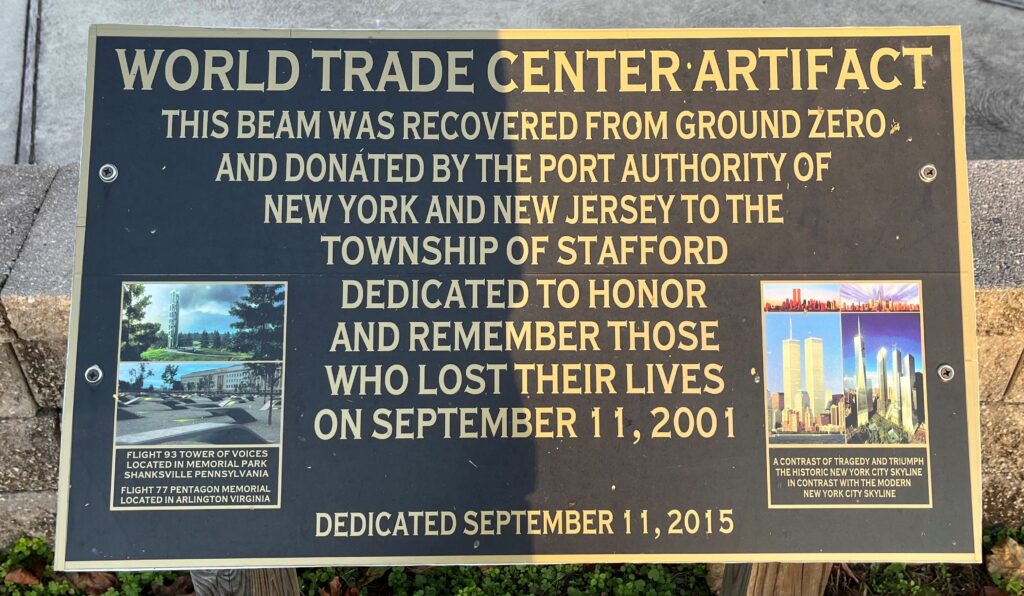 WORLD TRADE CENTER ARTIFACT
THIS BEAM WAS RECOVERED FROM GROUND ZERO
AND DONATED BY THE PORT AUTHORITY OF
NEW YORK AND NEW JERSEY TO THE
TOWNSHIP OF STAFFORD
DEDICATED TO HONOR
AND REMEMBER THOSE
WHO LOST THEIR LIVES
ON SEPTEMBER 11, 2001
FLIGHT 93 TOWER OF VOICES
LOCATED IN MEMORIAL PARK
SHANKSVILLE PENNSYLVANIA
FLIGHT 77 PENTAGON MEMORIAL
LOCATED IN ARLINGTON VIRGINIA
A CONTRAST OF TRAGEDY AND TRIUMPH
THE HISTORIC NEW YORK CITY SKYLINE
IN CONTRAST WITH THE MODERN
NEW YORK CITY SKYLINE
DEDICATED SEPTEMBER 11, 2015